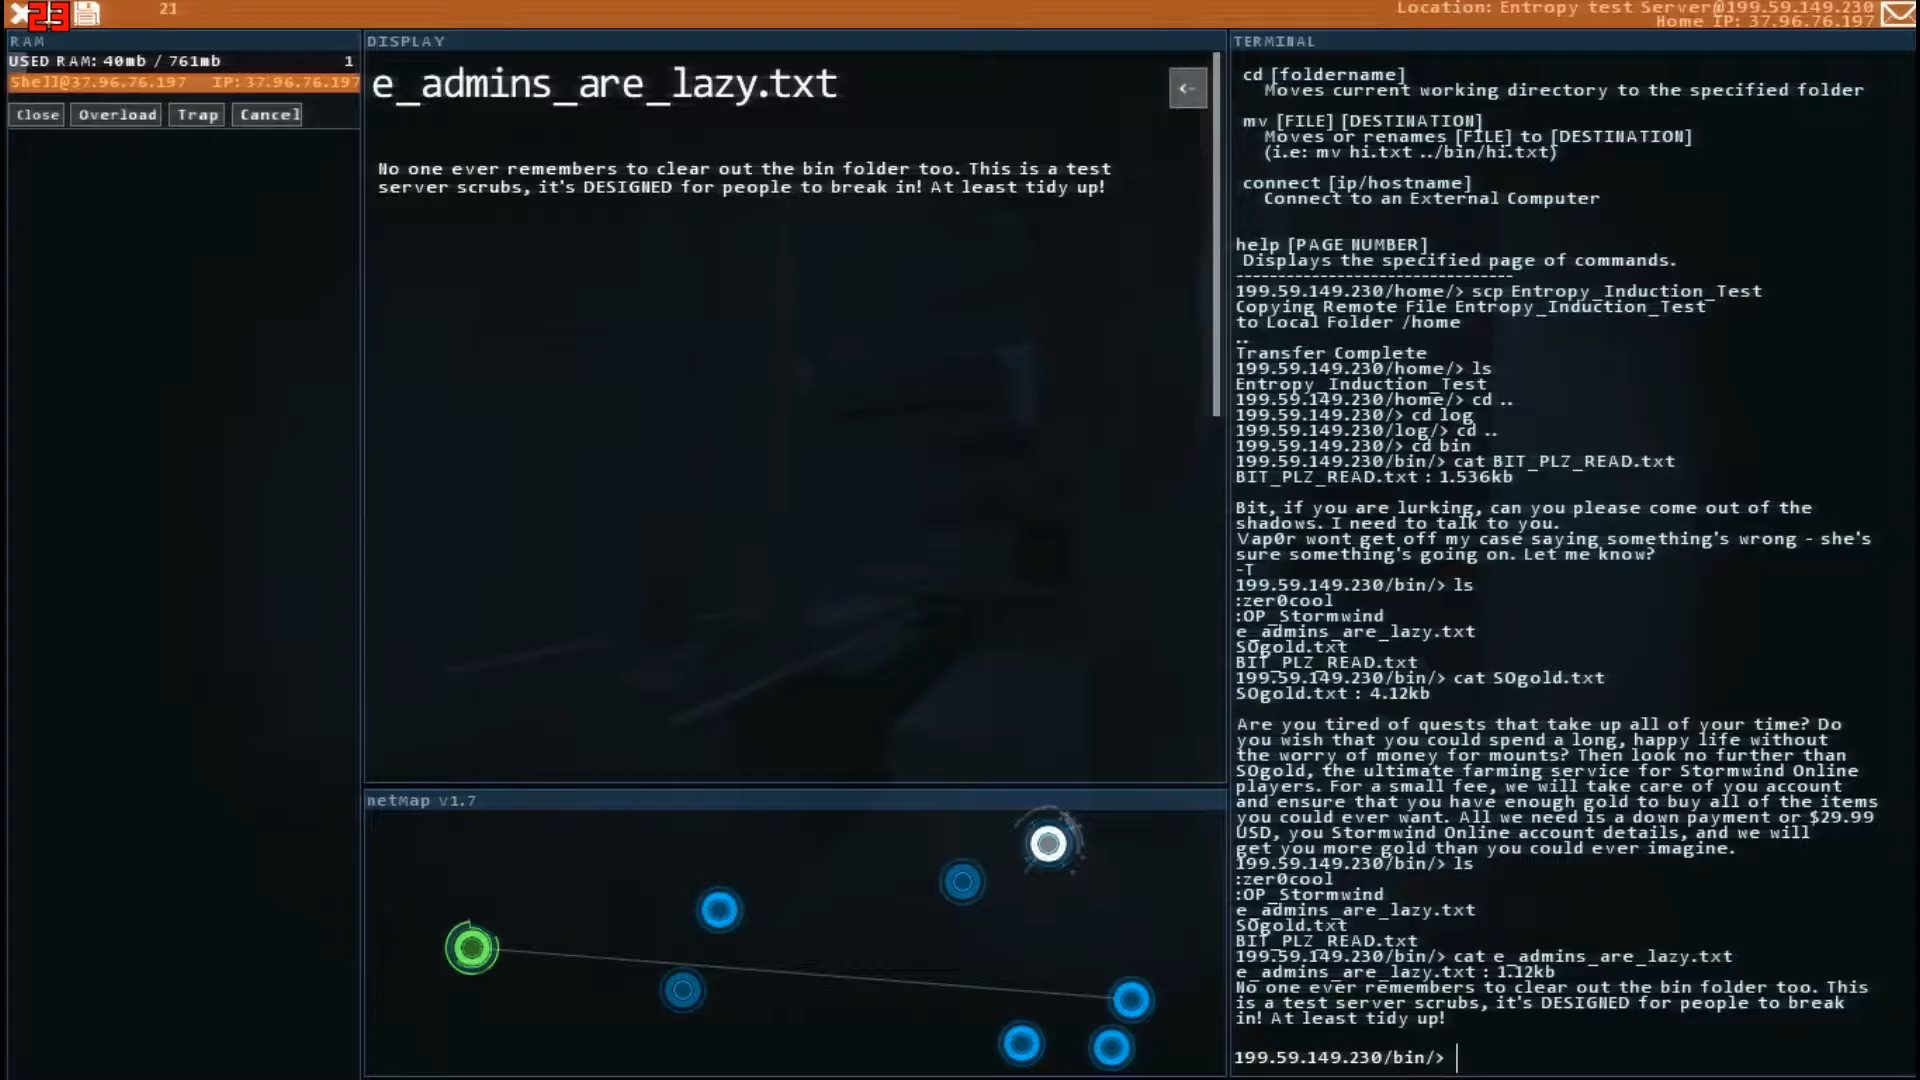 23
21
Location: Entropy test Server@199.59.149.230
Home IP: 37.96.76.197
RAM
USED RAM: 40mb / 761mb 1
Shell@37.96.76.197 IP: 37.96.76.197
Close Overload Trap Cancel
DISPLAY
e_admins_are_lazy.txt
<-
No one ever remembers to clear out the bin folder too. This is a test
server scrubs, it's DESIGNED for people to break in! At least tidy up!
netMap v1.7
TERMINAL
cd [foldername]
Moves current working directory to the specified folder
mv [FILE] [DESTINATION]
Moves or renames [FILE] to [DESTINATION]
(i.e: mv hi.txt ../bin/hi.txt)
connect [ip/hostname]
Connect to an External Computer
help [PAGE NUMBER]
Displays the specified page of commands.
---------------------------------
199.59.149.230/home/> scp Entropy_Induction_Test
Copying Remote File Entropy_Induction_Test
to Local Folder /home
..
Transfer Complete
199.59.149.230/home/> ls
Entropy_Induction_Test
199.59.149.230/home/> cd ..
199.59.149.230/> cd log
199.59.149.230/log/> cd ..
199.59.149.230/> cd bin
199.59.149.230/bin/> cat BIT_PLZ_READ.txt
BIT_PLZ_READ.txt : 1.536kb
Bit, if you are lurking, can you please come out of the
shadows. I need to talk to you.
Vap0r wont get off my case saying something's wrong - she's
sure something's going on. Let me know?
-T
199.59.149.230/bin/> ls
:zer0cool
:OP_Stormwind
e_admins_are_lazy.txt
SOgold.txt
BIT_PLZ_READ.txt
199.59.149.230/bin/> cat SOgold.txt
SOgold.txt : 4.12kb
Are you tired of quests that take up all of your time? Do
you wish that you could spend a long, happy life without
the worry of money for mounts? Then look no further than
SOgold, the ultimate farming service for Stormwind Online
players. For a small fee, we will take care of you account
and ensure that you have enough gold to buy all of the items
you could ever want. All we need is a down payment or $29.99
USD, you Stormwind Online account details, and we will
get you more gold than you could ever imagine.
199.59.149.230/bin/> ls
:zer0cool
:OP_Stormwind
e_admins_are_lazy.txt
SOgold.txt
BIT_PLZ_READ.txt
199.59.149.230/bin/> cat e_admins_are_lazy.txt
e_admins_are_lazy.txt : 1.12kb
No one ever remembers to clear out the bin folder too. This
is a test server scrubs, it's DESIGNED for people to break
in! At least tidy up!
199.59.149.230/bin/>